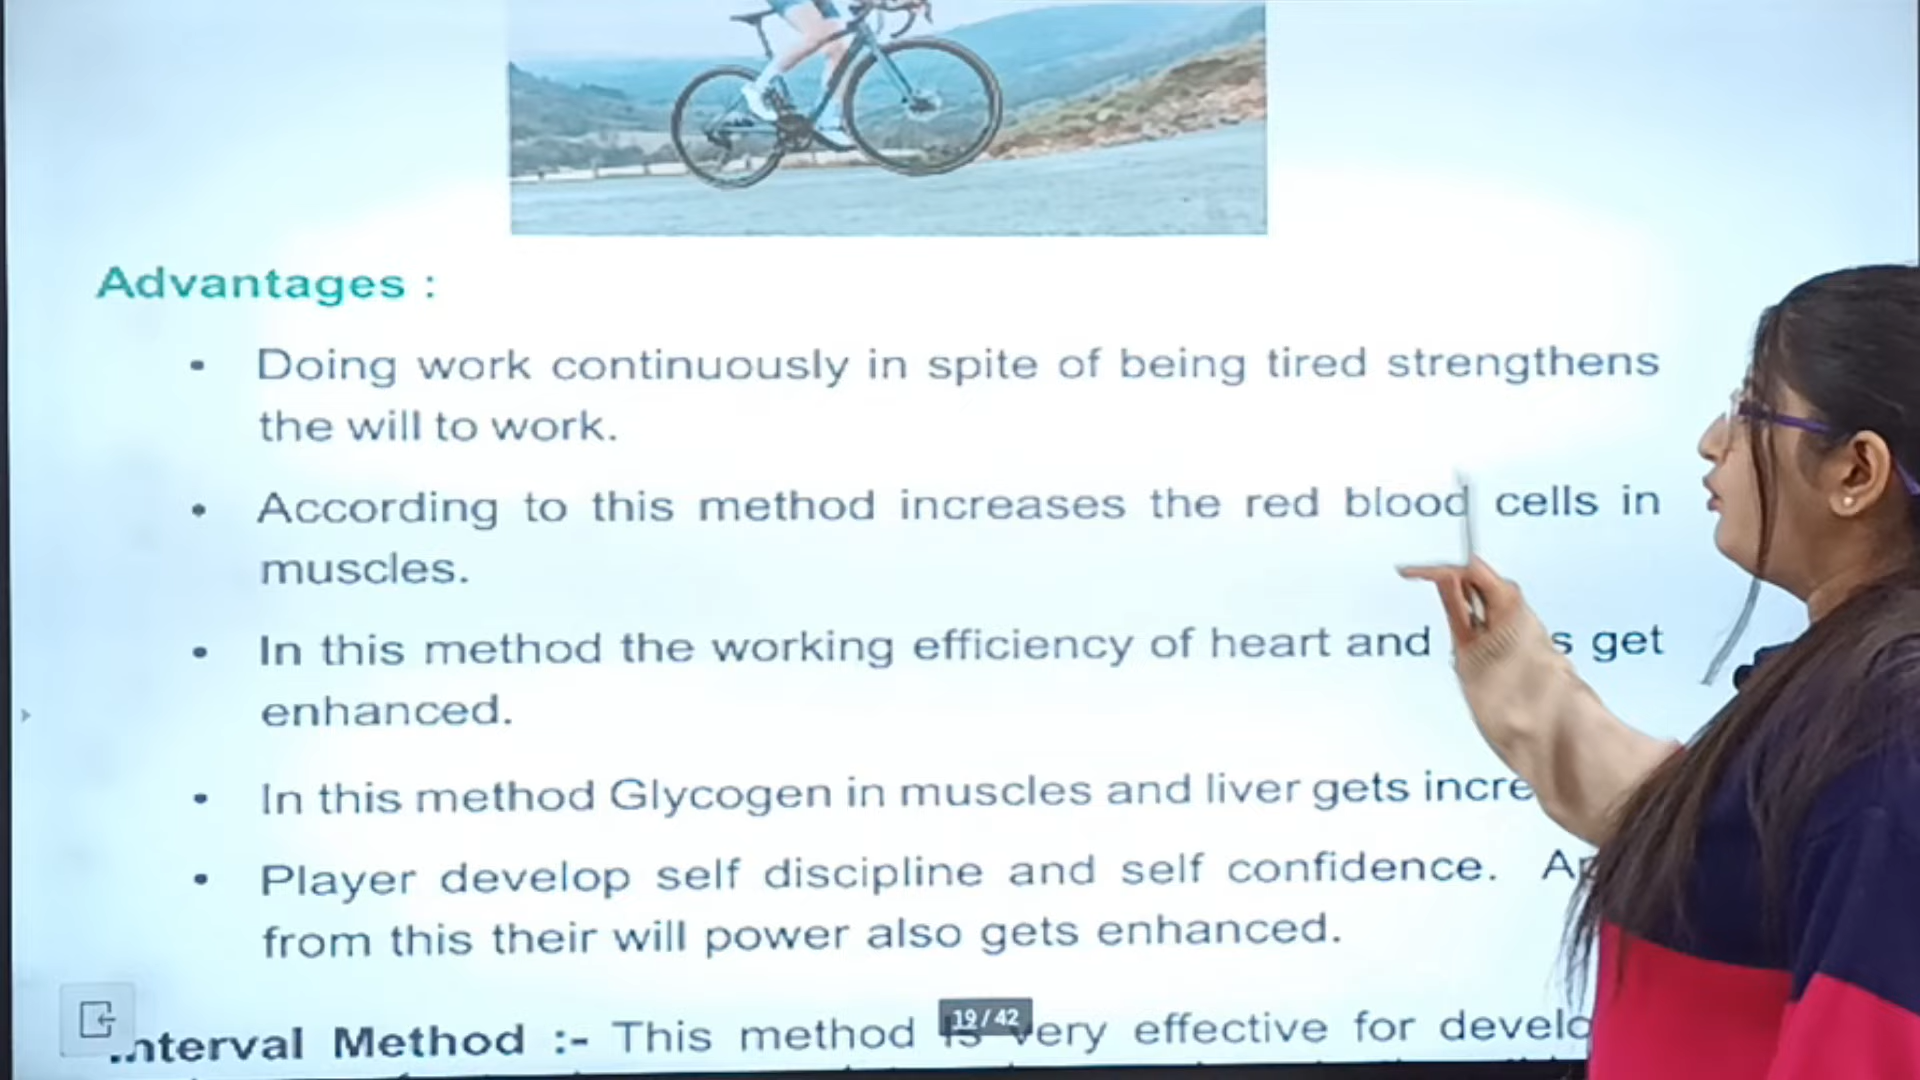 Advantages :
• Doing work continuously in spite of being tired strengthens
the will to work.
• According to this method increases the red blood cells in
muscles.
• In this method the working efficiency of heart and get
enhanced.
• In this method Glycogen in muscles and liver gets
• Player develop self discipline and self confidence.
from this their will power also gets enhanced.
Interval Method :- This method is very effective for
19 / 42